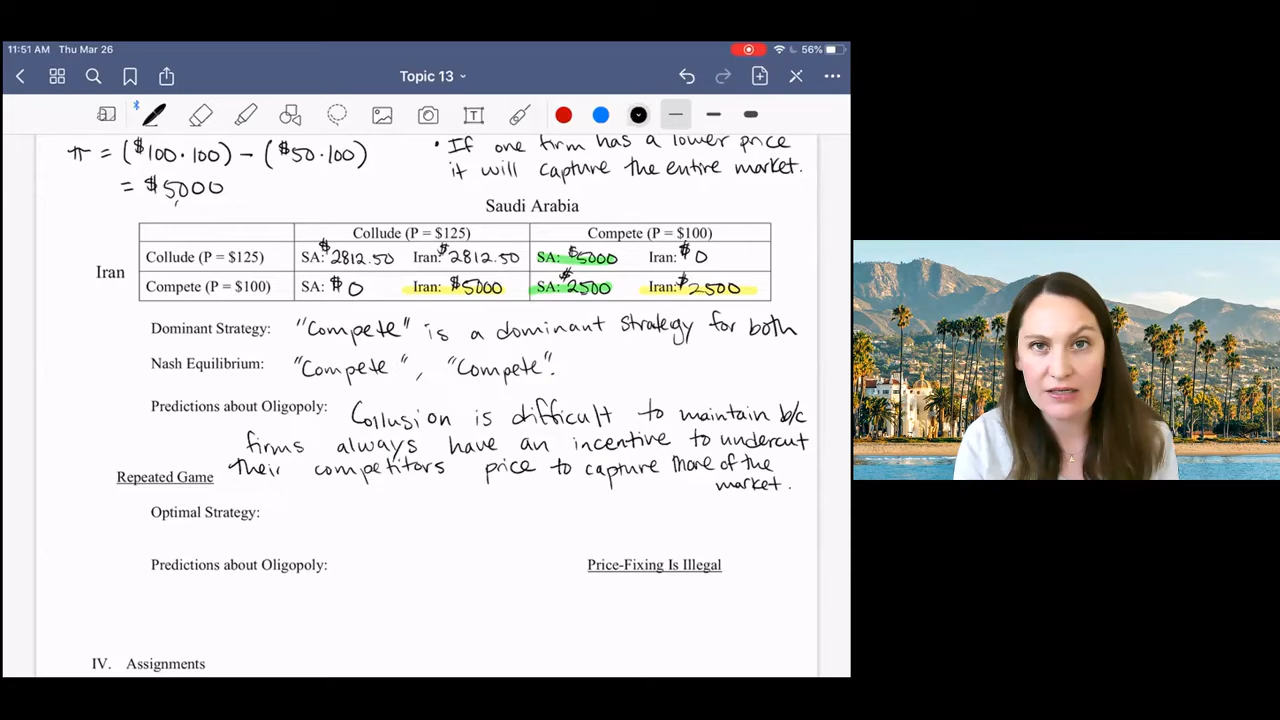 11:51 AM Thu Mar 26
56%
Topic 13
π = ($100·100) - ($50·100)
= $5000
• If one firm has a lower price
it will capture the entire market.
Saudi Arabia
Collude (P = $125) Compete (P = $100)
Iran
Collude (P = $125) SA: $2812.50 Iran: $2812.50 SA: $5000 Iran: $0
Compete (P = $100) SA: $0 Iran: $5000 SA: $2500 Iran: $2500
Dominant Strategy: "Compete" is a dominant strategy for both
Nash Equilibrium: "Compete", "Compete".
Predictions about Oligopoly: Collusion is difficult to maintain b/c
firms always have an incentive to undercut
their competitors price to capture more of the
market.
Repeated Game
Optimal Strategy:
Predictions about Oligopoly:
Price-Fixing Is Illegal
IV. Assignments